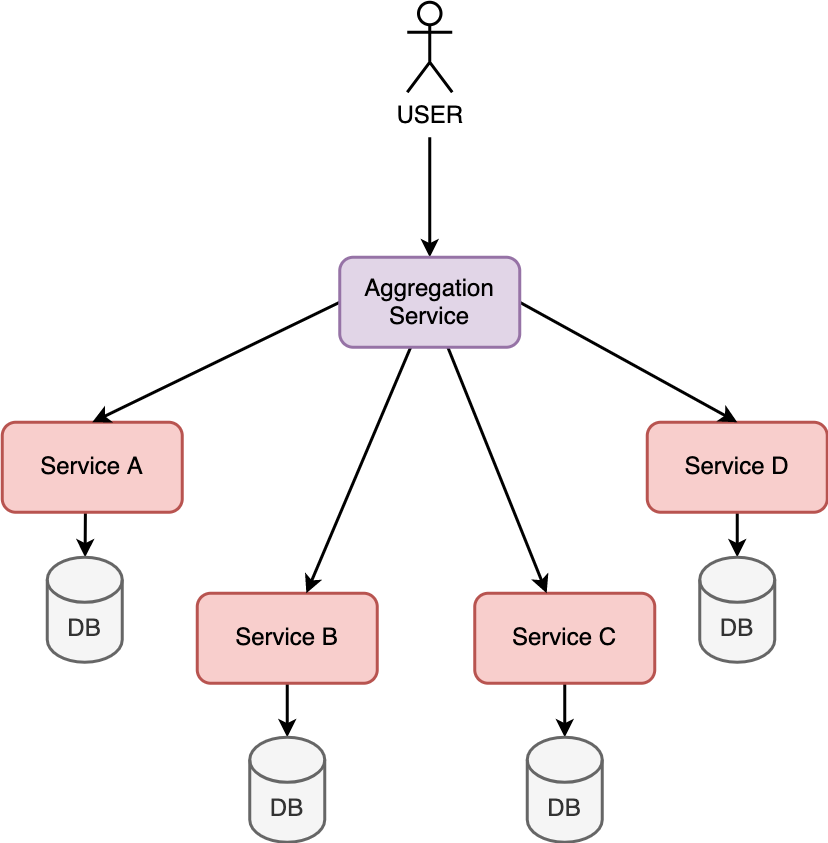 USER
Aggregation
Service
Service A
Service D
DB
DB
Service B
Service C
DB
DB